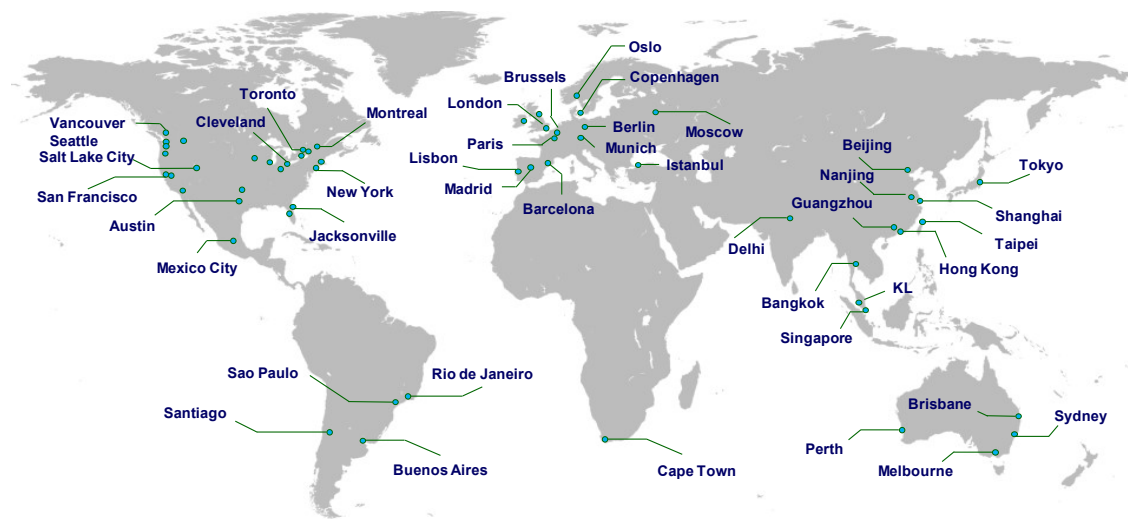 Oslo
Brussels
Copenhagen
Toronto
London
Montreal
Vancouver
Cleveland
Berlin
Moscow
Seattle
Paris
Munich
Beijing
Salt Lake City
Lisbon
Istanbul
Tokyo
Madrid
Nanjing
San Francisco
New York
Guangzhou
Shanghai
Barcelona
Austin
Jacksonville
Delhi
Taipei
Mexico City
Hong Kong
Bangkok
KL
Singapore
Sao Paulo
Rio de Janeiro
Brisbane
Santiago
Sydney
Perth
Buenos Aires
Cape Town
Melbourne